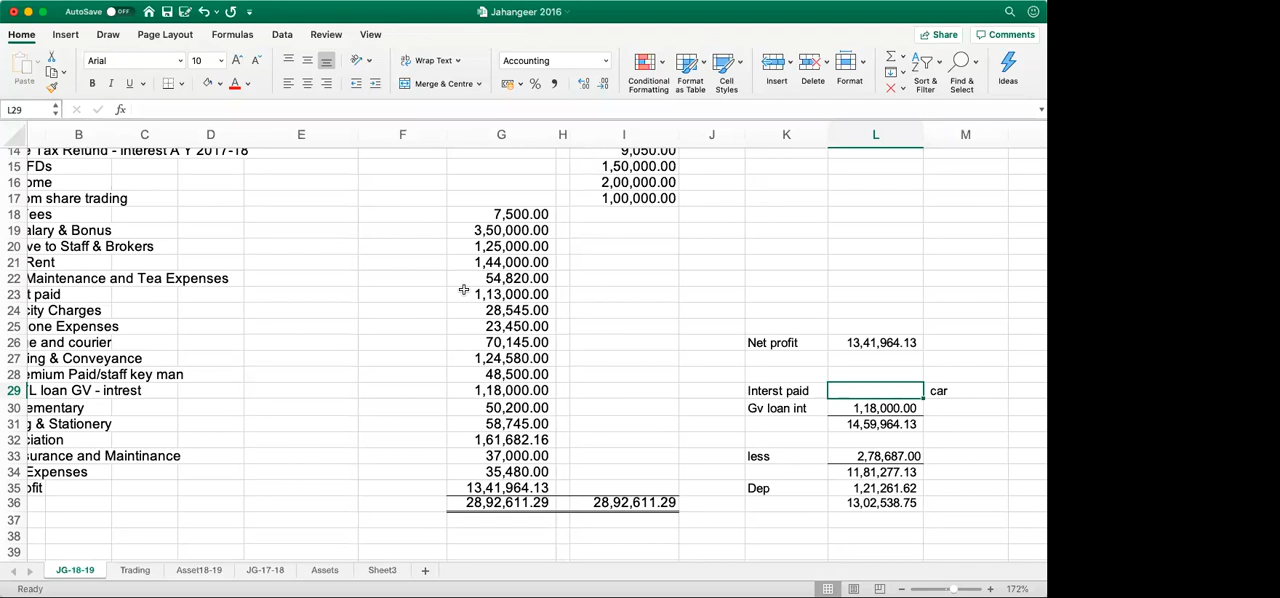 AutoSave OFF Jahangeer 2016
Home Insert Draw Page Layout Formulas Data Review View Share Comments
Paste Arial 10 Wrap Text Accounting Conditional Formatting Format as Table Cell Styles Insert Delete Format Sort & Filter Find & Select Ideas
B I U A Merge & Centre %
L29 fx
B C D E F G H I J K L M
14 e Tax Refund - Interest A Y 2017-18 9,050.00
15 FDs 1,50,000.00
16 ome 2,00,000.00
17 om share trading 1,00,000.00
18 ees 7,500.00
19 alary & Bonus 3,50,000.00
20 ve to Staff & Brokers 1,25,000.00
21 Rent 1,44,000.00
22 Maintenance and Tea Expenses 54,820.00
23 t paid 1,13,000.00
24 city Charges 28,545.00
25 one Expenses 23,450.00
26 e and courier 70,145.00 Net profit 13,41,964.13
27 ing & Conveyance 1,24,580.00
28 emium Paid/staff key man 48,500.00
29 L loan GV - intrest 1,18,000.00 Interst paid car
30 ementary 50,200.00 Gv loan int 1,18,000.00
31 g & Stationery 58,745.00 14,59,964.13
32 ciation 1,61,682.16
33 surance and Maintinance 37,000.00 less 2,78,687.00
34 Expenses 35,480.00 11,81,277.13
35 ofit 13,41,964.13 Dep 1,21,261.62
36 28,92,611.29 28,92,611.29 13,02,538.75
37
38
39
JG-18-19 Trading Asset18-19 JG-17-18 Assets Sheet3 +
Ready 172%